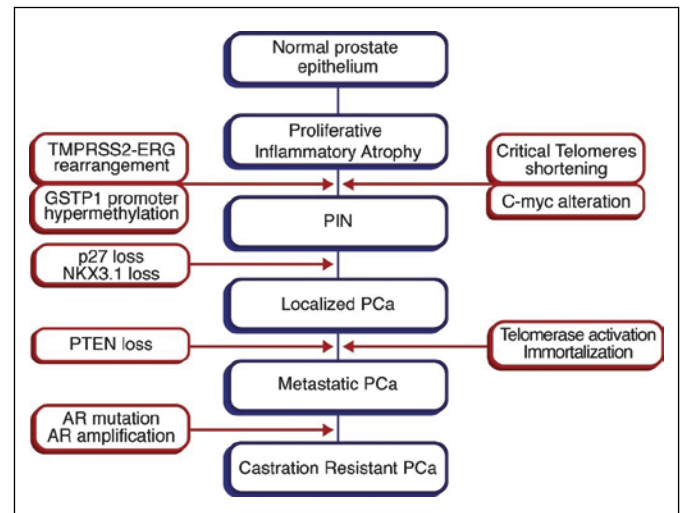 Normal prostate
epithelium
Proliferative
Inflammatory Atrophy
TMPRSS2-ERG
rearrangement
GSTP1 promoter
hypermethylation
Critical Telomeres
shortening
C-myc alteration
PIN
p27 loss
NKX3.1 loss
Localized PCa
PTEN loss
Telomerase activation
Immortalization
Metastatic PCa
AR mutation
AR amplification
Castration Resistant PCa